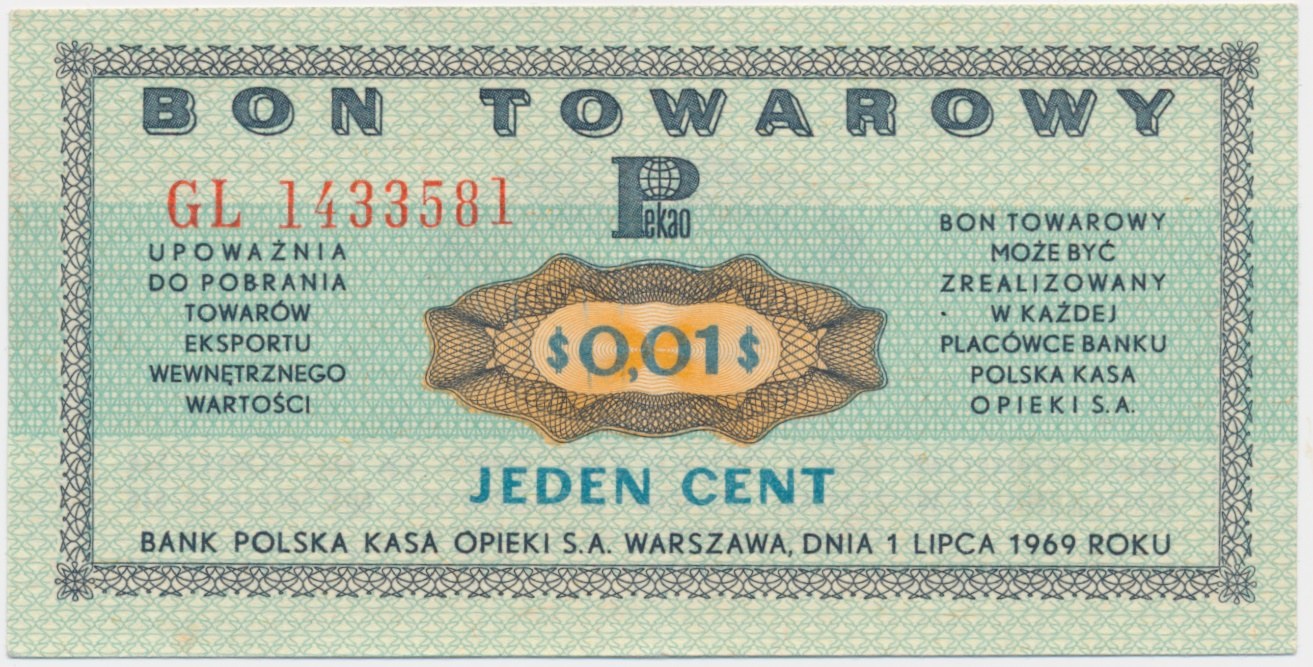 BON TOWAROWY
Pekao
GL 1433581
UPOWAŻNIA
DO POBRANIA
TOWARÓW
EKSPORTU
WEWNĘTRZNEGO
WARTOŚCI
$0,01$
BON TOWAROWY
MOŻE BYĆ
ZREALIZOWANY
W KAŻDEJ
PLACÓWCE BANKU
POLSKA KASA
OPIEKI S.A.
JEDEN CENT
BANK POLSKA KASA OPIEKI S.A. WARSZAWA, DNIA 1 LIPCA 1969 ROKU